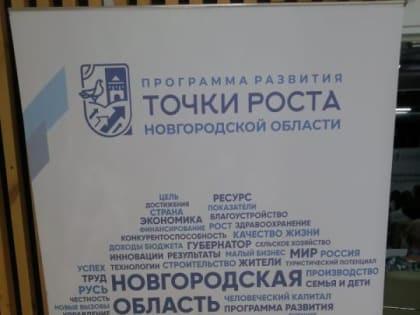 ПРОГРАММА РАЗВИТИЯ
ТОЧКИ РОСТА
НОВГОРОДСКОЙ ОБЛАСТИ
ЦЕЛЬ РЕСУРС
ДОСТИЖЕНИЯ ПОКАЗАТЕЛИ
СТРАНА БЛАГОУСТРОЙСТВО
ЭКОНОМИКА
ФИНАНСИРОВАНИЕ РОСТ ЗДРАВООХРАНЕНИЕ
КОНКУРЕНТОСПОСОБНОСТЬ КАЧЕСТВО ЖИЗНИ
ДОХОДЫ БЮДЖЕТА ГУБЕРНАТОР СЕЛЬСКОЕ ХОЗЯЙСТВО
ИННОВАЦИИ РЕЗУЛЬТАТЫ МАЛЫЙ БИЗНЕС МИР РОССИЯ
УСПЕХ ТЕХНОЛОГИИ СТРОИТЕЛЬСТВО ЖИТЕЛИ ТУРИСТИЧЕСКИЙ ПОТЕНЦИАЛ
ТРУД НОВГОРОДСКАЯ ПРОИЗВОДСТВО
РУСЬ СЕМЬЯ И ДЕТИ
ЧЕСТНОСТЬ ОБЛАСТЬ ЧЕЛОВЕЧЕСКИЙ КАПИТАЛ
НОВЫЕ ВЫЗОВЫ ПРОГРАММА РАЗВИТИЯ
УПРАВЛЕНИЕ